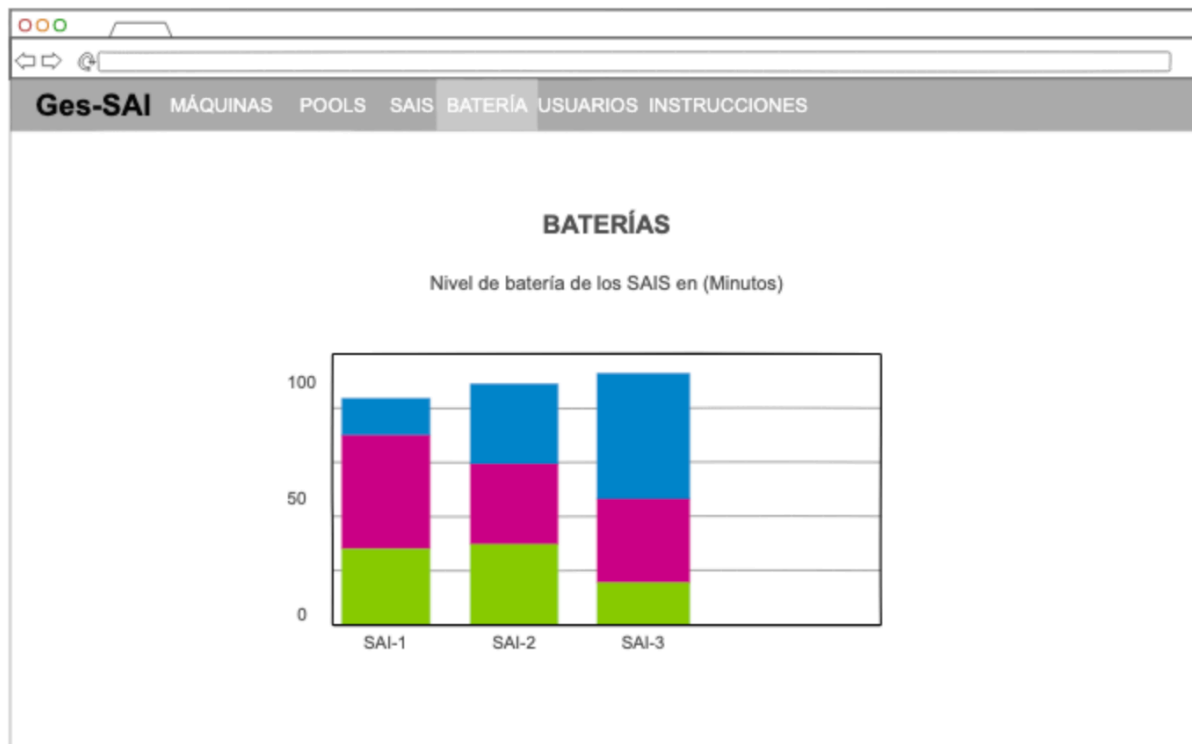 Ges-SAI MÁQUINAS POOLS SAIS BATERÍA USUARIOS INSTRUCCIONES
BATERÍAS
Nivel de batería de los SAIS en (Minutos)
100
50
0
SAI-1 SAI-2 SAI-3